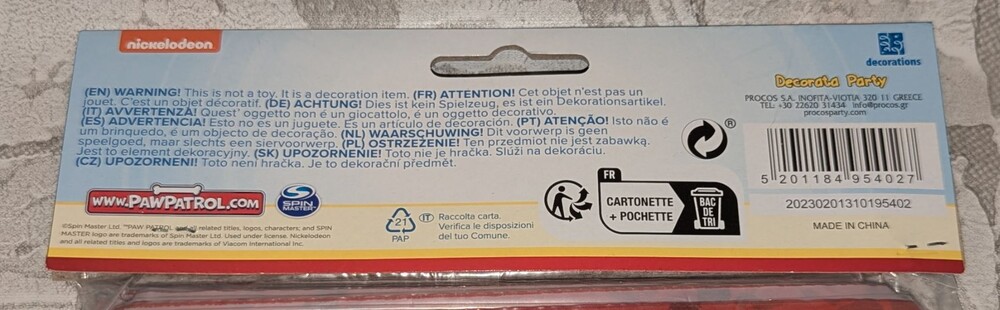 nickelodeon
(EN) WARNING! This is not a toy. It is a decoration item. (FR) ATTENTION! Cet objet n'est pas un
jouet. C'est un objet décoratif. (DE) ACHTUNG! Dies ist kein Spielzeug, es ist ein Dekorationsartikel.
(IT) AVVERTENZA! Quest' oggetto non è un giocattolo, è un oggetto decorativo.
(ES) ADVERTENCIA! Esto no es un juguete. Es un artículo de decoración. (PT) ATENÇÃO! Isto não é
um brinquedo, é um objecto de decoração. (NL) WAARSCHUWING! Dit voorwerp is geen
speelgoed, maar slechts een siervoorwerp. (PL) OSTRZEŻENIE! Ten przedmiot nie jest zabawką.
Jest to element dekoracyjny. (SK) UPOZORNENIE! Toto nie je hračka. Slúži na dekoráciu.
(CZ) UPOZORNENI! Toto není hračka. Je to dekorační předmět.
www.PAWPATROL.com
SPIN
MASTER
©Spin Master Ltd. ™PAW PATROL and all related titles, logos, characters; and SPIN
MASTER logo are trademarks of Spin Master Ltd. Used under license. Nickelodeon
and all related titles and logos are trademarks of Viacom International Inc.
21
PAP
IT Raccolta carta.
Verifica le disposizioni
del tuo Comune.
FR
CARTONETTE
+ POCHETTE
BAC
DE
TRI
®
decorations
Decorata Party
PROCOS S.A. INOFITA-VIOTIA 320 11 GREECE
TEL: +30 22620 31434 info@procos.gr
procosparty.com
5 201184 954027
20230201310195402
MADE IN CHINA